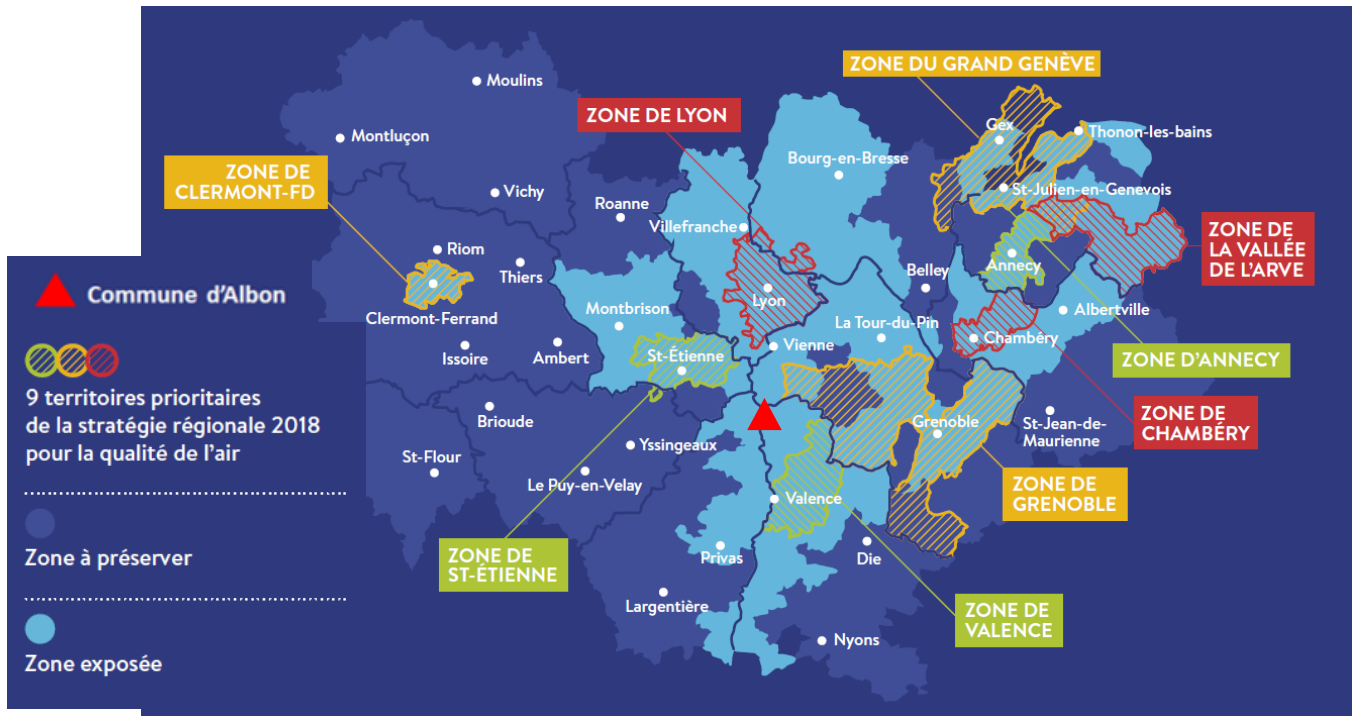 ZONE DU GRAND GENÈVE
Moulins
ZONE DE LYON
Gex
Thonon-les-bains
Montluçon
Bourg-en-Bresse
ZONE DE
CLERMONT-FD
Vichy
St-Julien-en-Genevois
Roanne
Villefranche
ZONE DE
LA VALLÉE
DE L'ARVE
Riom
Thiers
Annecy
Belley
Commune d'Albon
Lyon
Montbrison
Albertville
Clermont-Ferrand
La Tour-du-Pin
Issoire
Ambert
Vienne
Chambéry
St-Étienne
ZONE D'ANNECY
9 territoires prioritaires
de la stratégie régionale 2018
pour la qualité de l'air
Brioude
Grenoble
St-Jean-de-
Maurienne
ZONE DE
CHAMBÉRY
St-Flour
Yssingeaux
Le Puy-en-Velay
Valence
ZONE DE
GRENOBLE
Zone à préserver
ZONE DE
ST-ÉTIENNE
Privas
Die
Largentière
ZONE DE
VALENCE
Nyons
Zone exposée